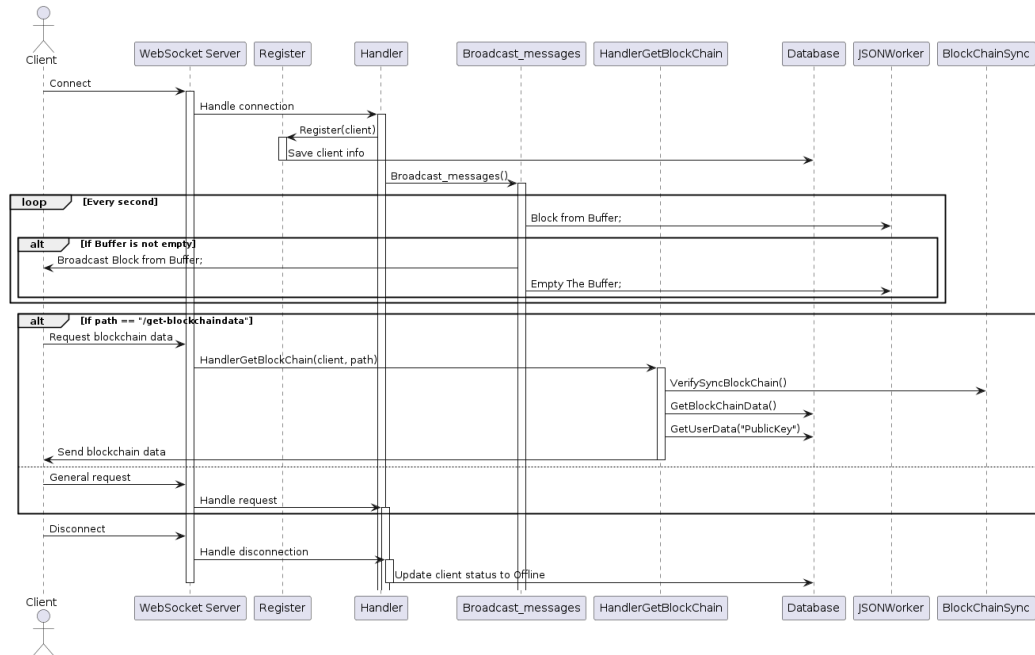 Client
WebSocket Server
Register
Handler
Broadcast_messages
HandlerGetBlockChain
Database
JSONWorker
BlockChainSync
Connect
Handle connection
Register(client)
Save client info
Broadcast_messages()
loop [Every second]
Block from Buffer;
alt [If Buffer is not empty]
Broadcast Block from Buffer;
Empty The Buffer;
alt [If path == "/get-blockchaindata"]
Request blockchain data
HandlerGetBlockChain(client, path)
VerifySyncBlockChain()
GetBlockChainData()
GetUserData("PublicKey")
Send blockchain data
General request
Handle request
Disconnect
Handle disconnection
Update client status to Offline
Client
WebSocket Server
Register
Handler
Broadcast_messages
HandlerGetBlockChain
Database
JSONWorker
BlockChainSync